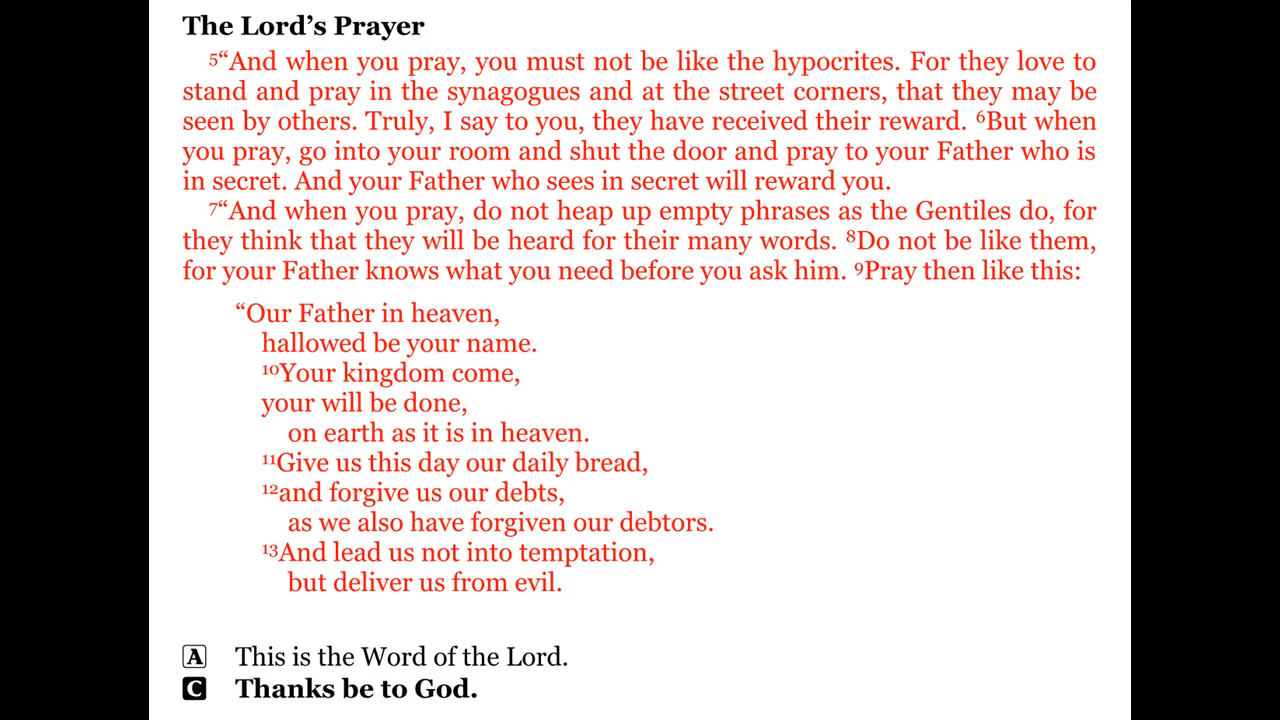 The Lord’s Prayer
5“And when you pray, you must not be like the hypocrites. For they love to
stand and pray in the synagogues and at the street corners, that they may be
seen by others. Truly, I say to you, they have received their reward. 6But when
you pray, go into your room and shut the door and pray to your Father who is
in secret. And your Father who sees in secret will reward you.
7“And when you pray, do not heap up empty phrases as the Gentiles do, for
they think that they will be heard for their many words. 8Do not be like them,
for your Father knows what you need before you ask him. 9Pray then like this:
“Our Father in heaven,
hallowed be your name.
10Your kingdom come,
your will be done,
on earth as it is in heaven.
11Give us this day our daily bread,
12and forgive us our debts,
as we also have forgiven our debtors.
13And lead us not into temptation,
but deliver us from evil.
A This is the Word of the Lord.
C Thanks be to God.